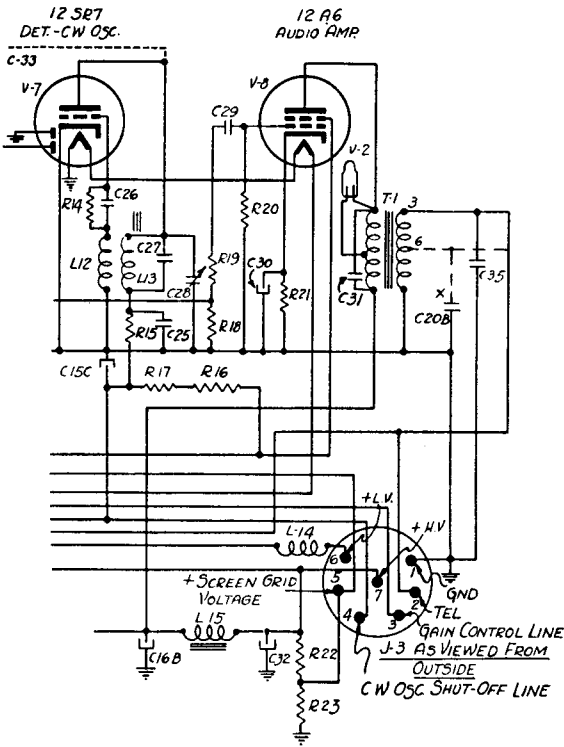 12 SR7
DET.-CW OSC.
12 A6
AUDIO AMP.
C-33
V-7
V-8
C29
V-2
T-1
3
R14
C26
R20
6
C27
L12
L13
R19
C30
C28
R21
C31
C35
X
C20B
R15
C25
R18
C15C
R17
R16
+L.V.
L-14
+H.V
6
1
5
7
+SCREEN GRID
VOLTAGE
GND
2
4
3
TEL
L15
GAIN CONTROL LINE
J-3 AS VIEWED FROM
OUTSIDE
C16B
C32
R22
CW OSC SHUT-OFF LINE
R23